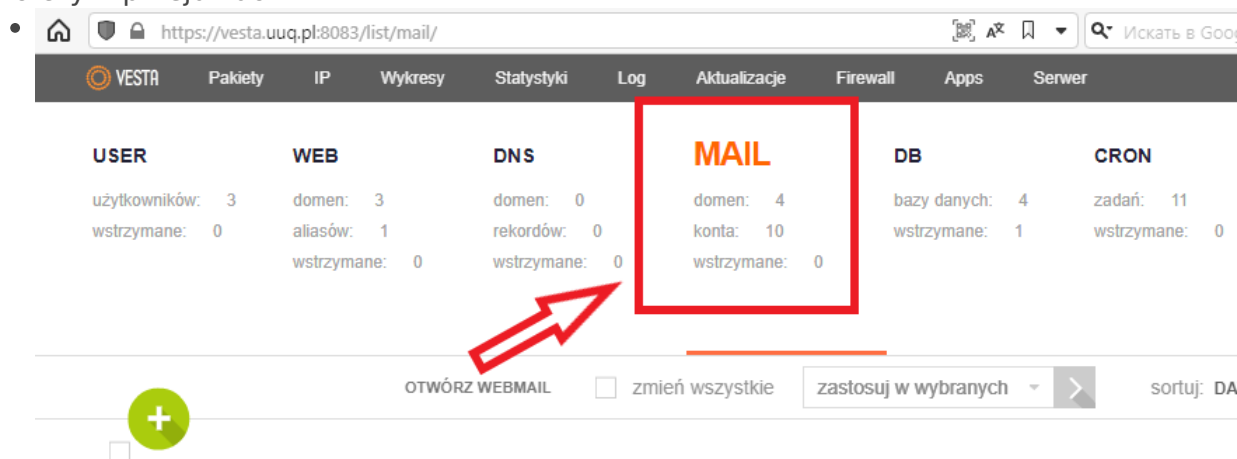 https://vesta.uuq.pl:8083/list/mail/ Искать в Goo
VESTA Pakiety IP Wykresy Statystyki Log Aktualizacje Firewall Apps Serwer
USER WEB DNS MAIL DB CRON
użytkowników: 3 domen: 3 domen: 0 domen: 4 bazy danych: 4 zadań: 11
wstrzymane: 0 aliasów: 1 rekordów: 0 konta: 10 wstrzymane: 1 wstrzymane: 0
wstrzymane: 0 wstrzymane: 0 wstrzymane: 0
OTWÓRZ WEBMAIL zmień wszystkie zastosuj w wybranych sortuj: DA